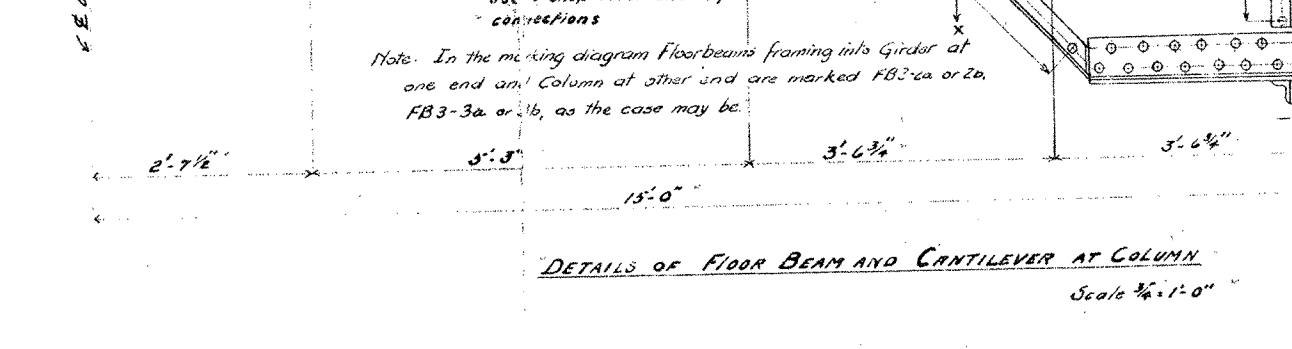 connections
Note. In the marking diagram Floorbeams framing into Girder at
one end and Column at other end are marked FB2-2a or 2b,
FB3-3a or 3b, as the case may be.
2'-7½"
5'-3"
3'-6¾"
3'-6¾"
15'-0"
DETAILS OF FLOOR BEAM AND CANTILEVER AT COLUMN
Scale ¾"=1'-0"
X